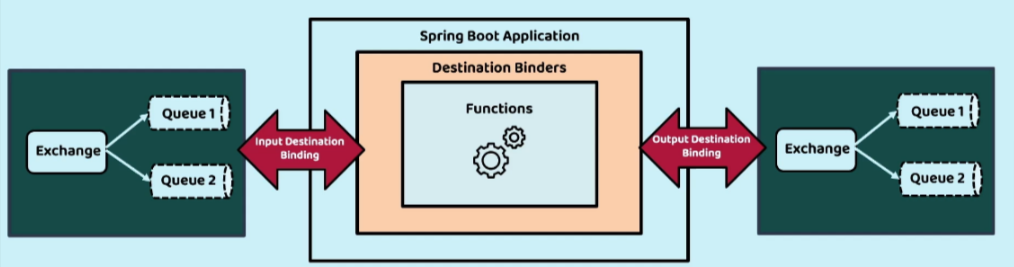 Spring Boot Application
Destination Binders
Functions
Exchange
Queue 1
Queue 2
Input Destination
Binding
Output Destination
Binding
Exchange
Queue 1
Queue 2